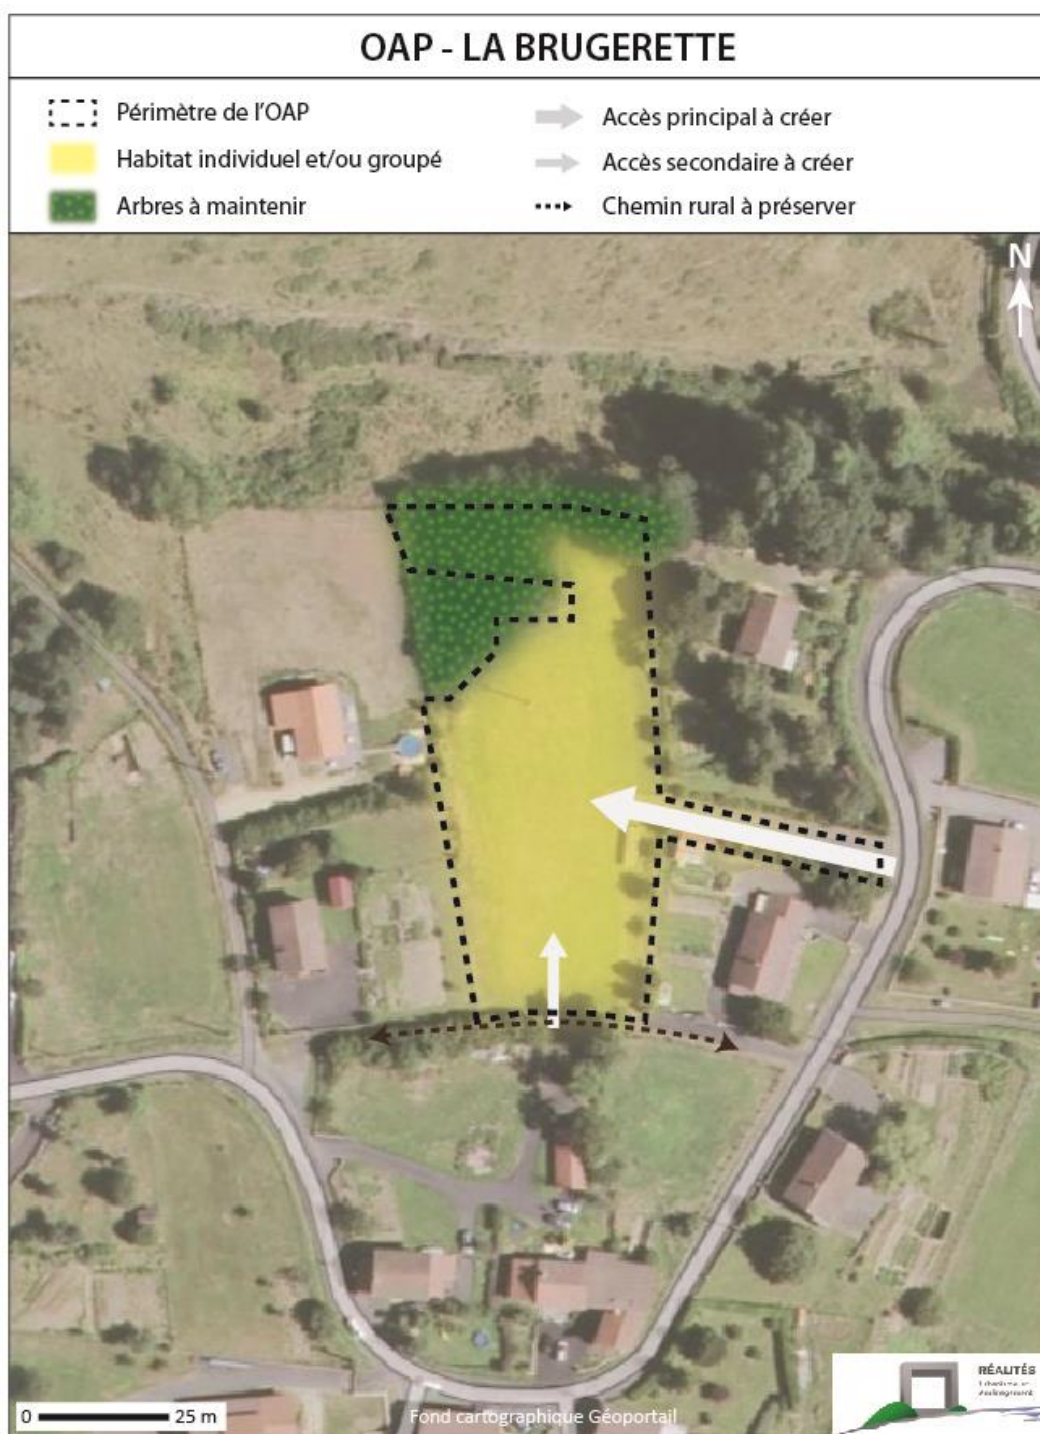 OAP - LA BRUGERETTE
Périmètre de l'OAP
Habitat individuel et/ou groupé
Arbres à maintenir
Accès principal à créer
Accès secondaire à créer
Chemin rural à préserver
N
0 25 m
Fond cartographique Géoportail
RÉALITÉS